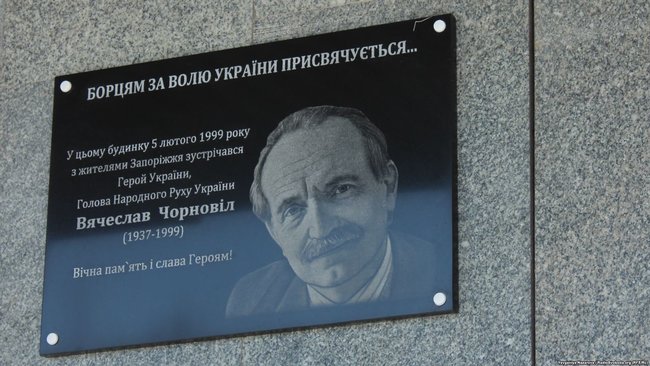 БОРЦЯМ ЗА ВОЛЮ УКРАЇНИ ПРИСВЯЧУЄТЬСЯ...
У цьому будинку 5 лютого 1999 року
з жителями Запоріжжя зустрічався
Герой України,
Голова Народного Руху України
Вячеслав Чорновіл
(1937-1999)
Вічна пам`ять і слава Героям!